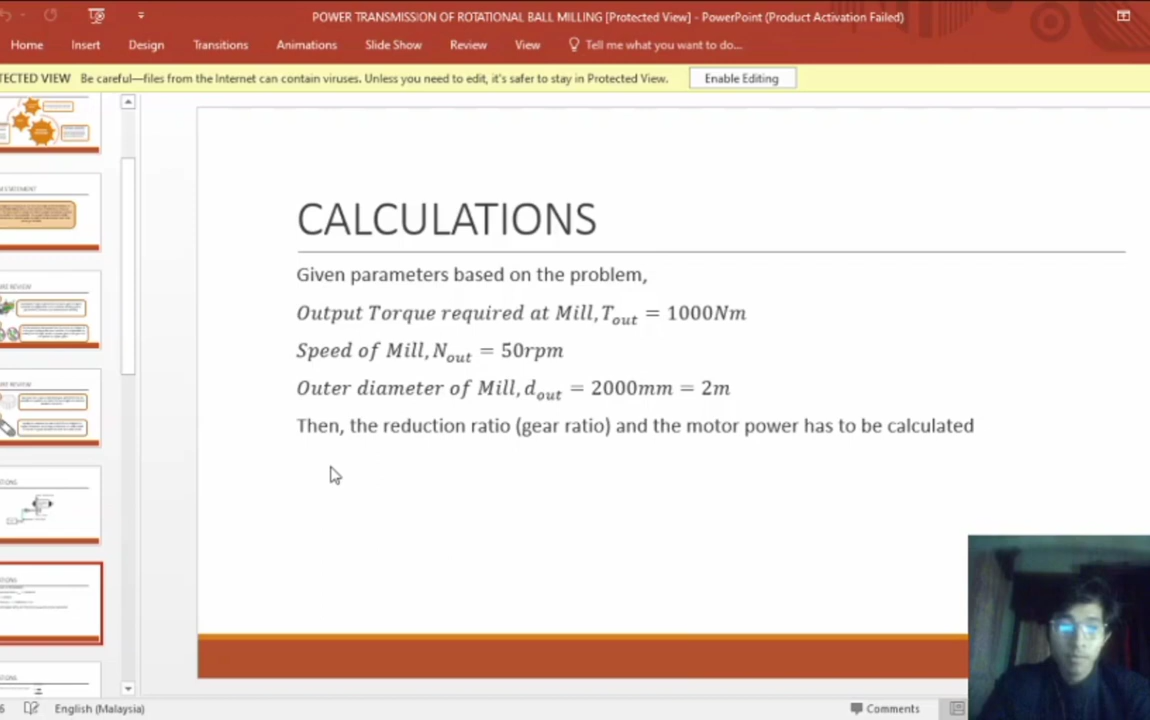 POWER TRANSMISSION OF ROTATIONAL BALL MILLING [Protected View] - PowerPoint (Product Activation Failed)
Home Insert Design Transitions Animations Slide Show Review View Tell me what you want to do...
TECTED VIEW Be careful—files from the Internet can contain viruses. Unless you need to edit, it's safer to stay in Protected View. Enable Editing
CALCULATIONS
Given parameters based on the problem,
Output Torque required at Mill, T_out = 1000Nm
Speed of Mill, N_out = 50rpm
Outer diameter of Mill, d_out = 2000mm = 2m
Then, the reduction ratio (gear ratio) and the motor power has to be calculated
English (Malaysia) Comments